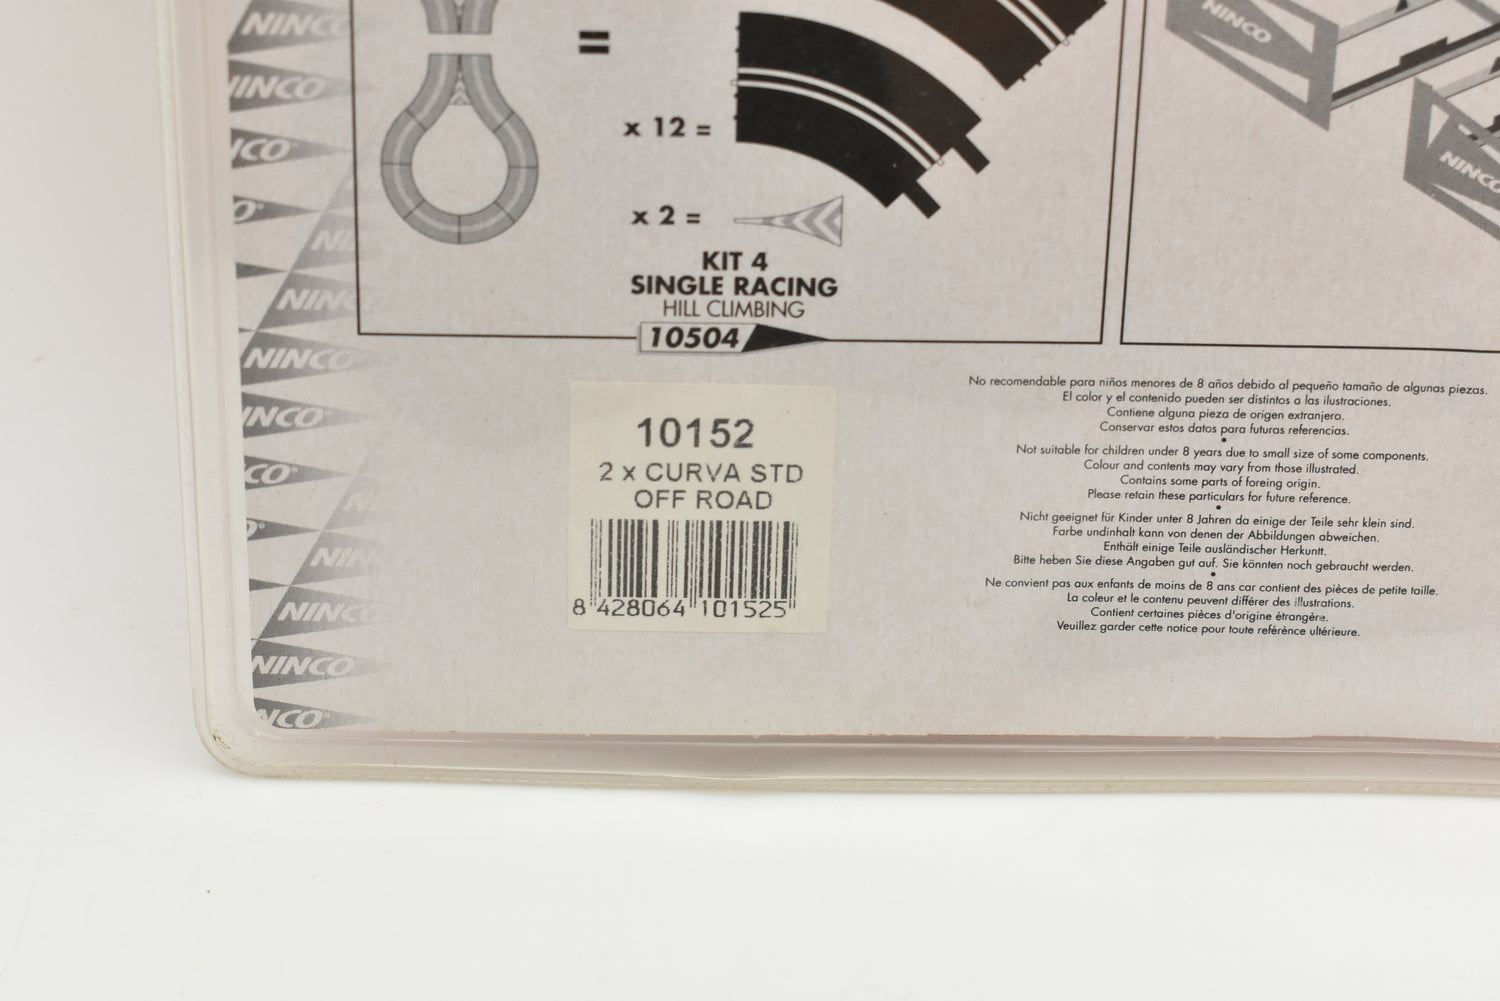 NINCO
NINCO
NINCO
NINCO
=
x 12 =
x 2 =
KIT 4
SINGLE RACING
HILL CLIMBING
10504
NINCO
NINCO
NINCO
NINCO
NINCO
NINCO
10152
2 x CURVA STD
OFF ROAD
8 428064 101525
No recomendable para niños menores de 8 años debido al pequeño tamaño de algunas piezas.
El color y el contenido pueden ser distintos a las ilustraciones.
Contiene alguna pieza de origen extranjero.
Conservar estos datos para futuras referencias.
•
Not suitable for children under 8 years due to small size of some components.
Colour and contents may vary from those illustrated.
Contains some parts of foreing origin.
Please retain these particulars for future reference.
•
Nicht geeignet für Kinder unter 8 Jahren da einige der Teile sehr klein sind.
Farbe undinhalt kann von denen der Abbildungen abweichen.
Enthält einige Teile ausländischer Herkuntt.
Bitte heben Sie diese Angaben gut auf. Sie könnten noch gebraucht werden.
•
Ne convient pas aux enfants de moins de 8 ans car contient des pièces de petite taille.
La coleur et le contenu peuvent différer des illustrations.
Contient certaines pièces d'origine étrangère.
Veuillez garder cette notice pour toute reférènce ultérieure.